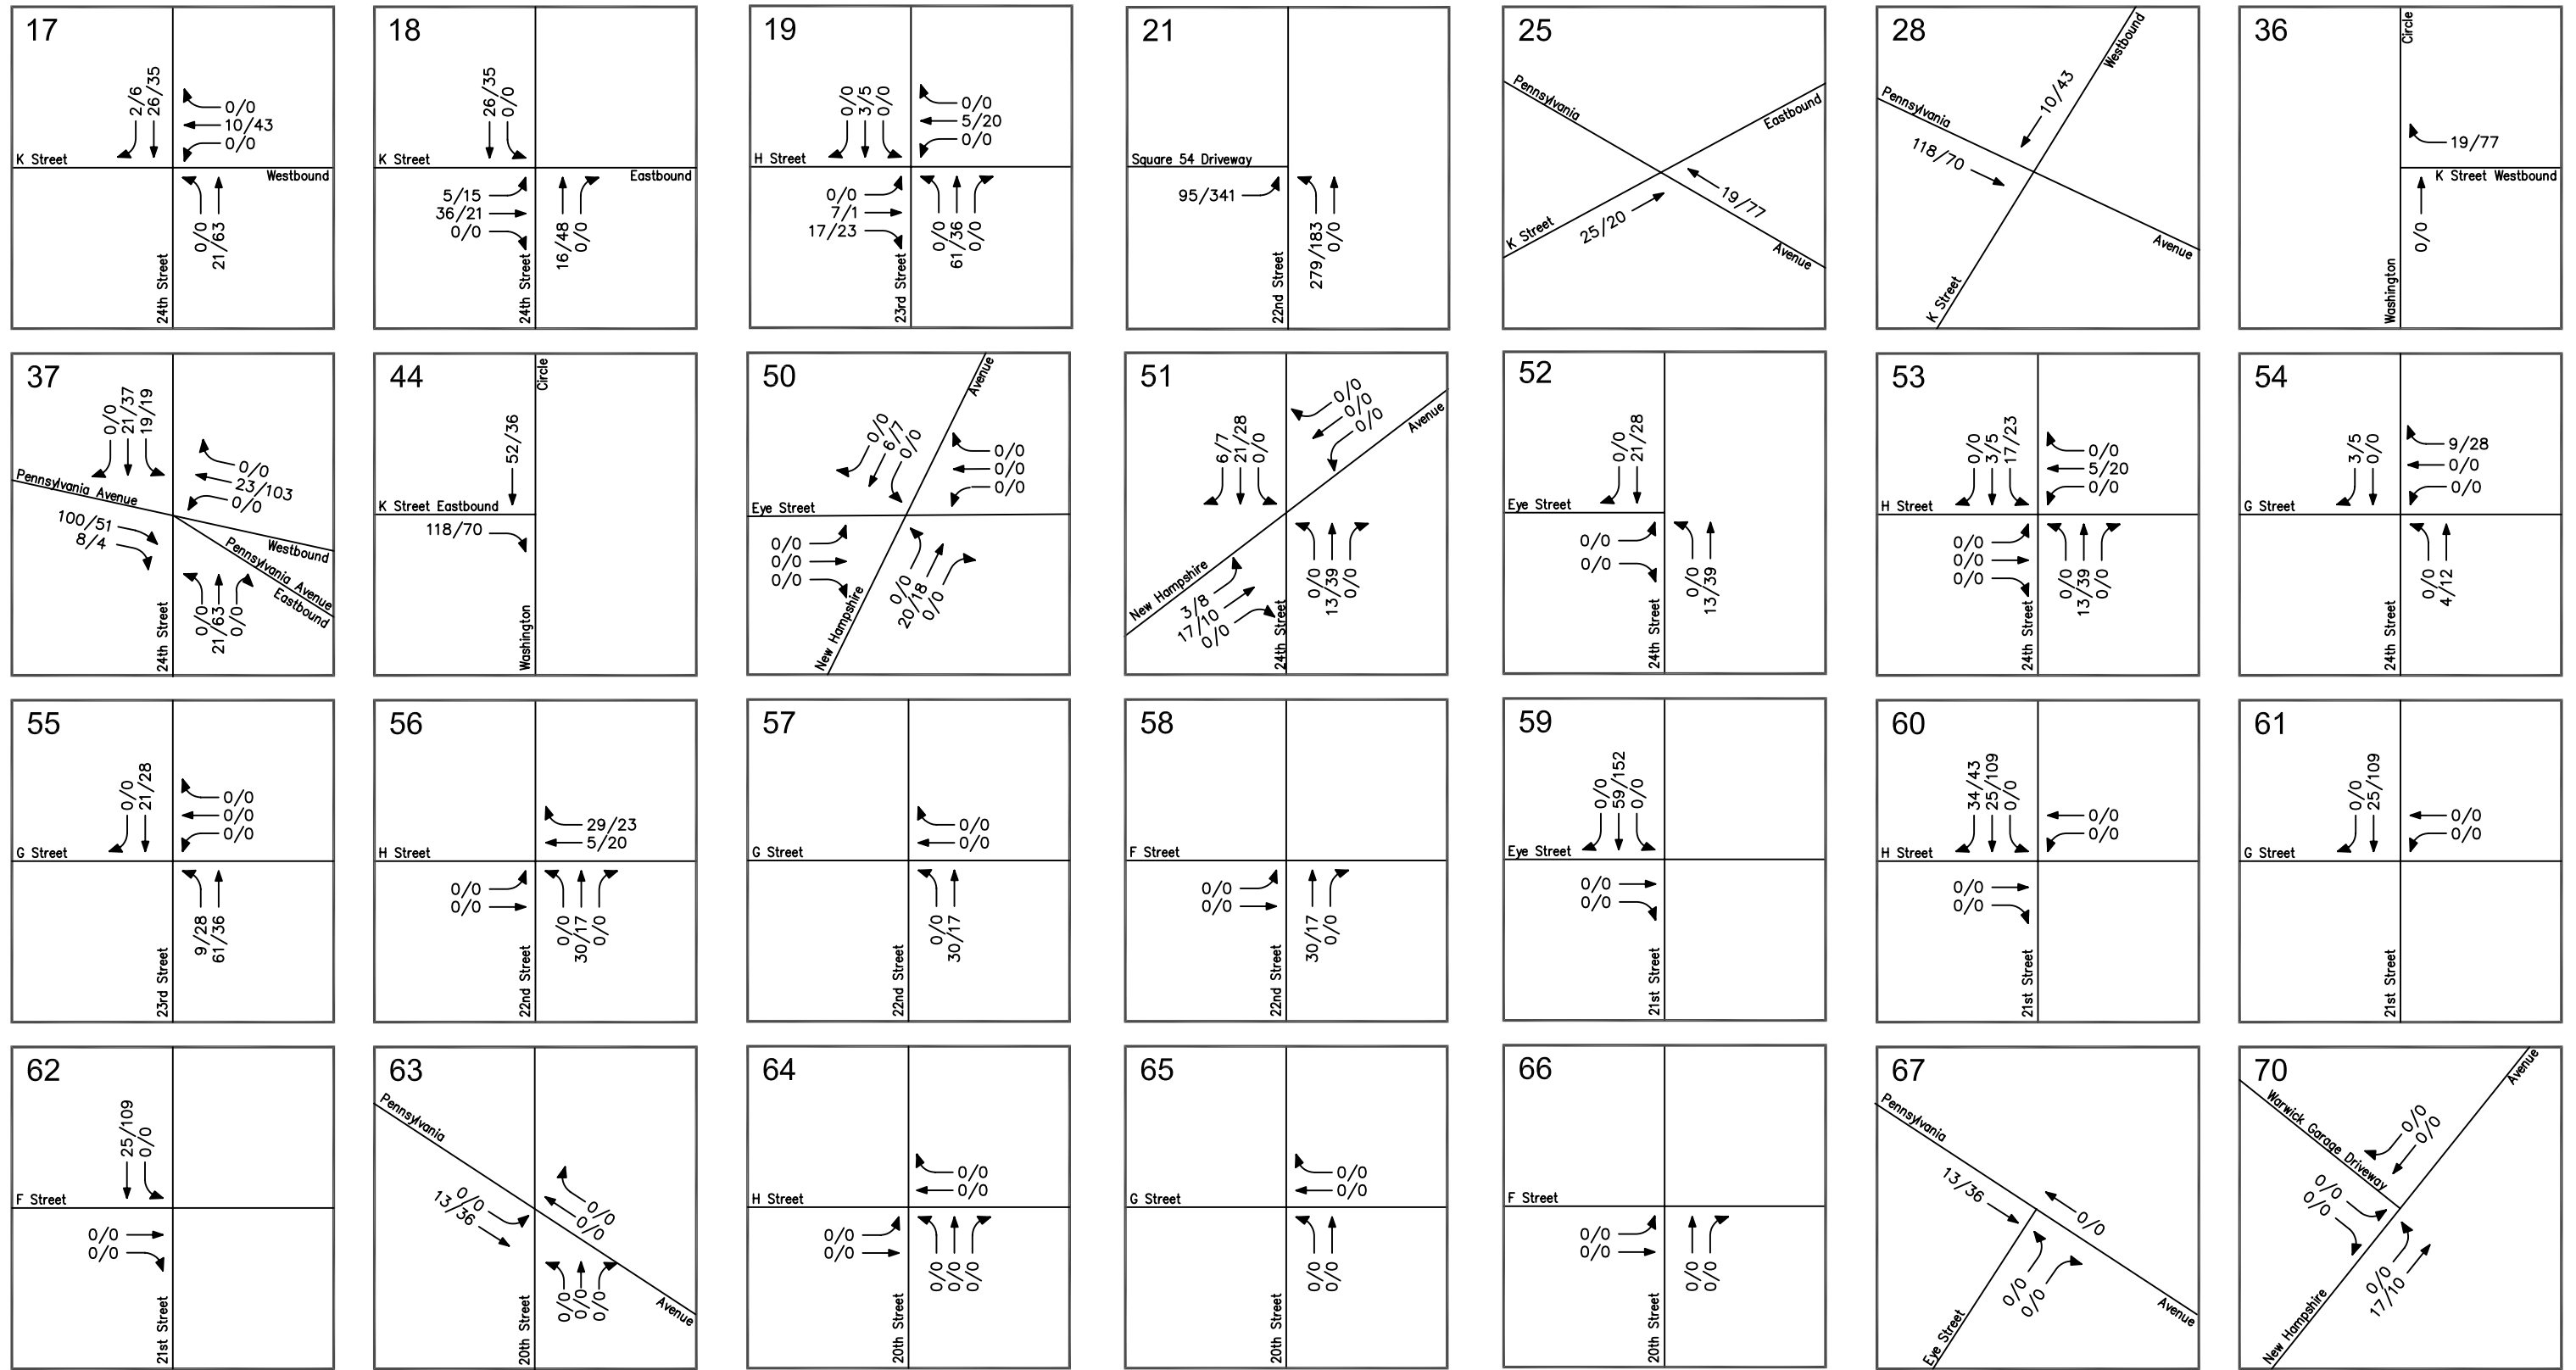 17
2/6
26/35
0/0
10/43
0/0
K Street
Westbound
0/0
21/63
24th Street
18
26/35
0/0
K Street
Eastbound
5/15
36/21
0/0
16/48
0/0
24th Street
19
0/0
3/5
0/0
0/0
5/20
0/0
H Street
0/0
7/1
17/23
0/0
61/36
0/0
23rd Street
21
Square 54 Driveway
95/341
279/183
0/0
22nd Street
25
Pennsylvania
Eastbound
K Street
25/20
19/77
Avenue
28
Westbound
10/43
Pennsylvania
118/70
Avenue
K Street
36
Circle
19/77
K Street Westbound
0/0
Washington
37
0/0
21/37
19/19
0/0
23/103
0/0
Pennsylvania Avenue
Westbound
100/51
8/4
Pennsylvania Avenue
Eastbound
0/0
21/63
0/0
24th Street
44
Circle
52/36
K Street Eastbound
118/70
Washington
50
Avenue
0/0
6/7
0/0
0/0
0/0
0/0
Eye Street
0/0
0/0
0/0
0/0
20/18
0/0
New Hampshire
51
6/7
21/28
0/0
0/0
0/0
0/0
Avenue
New Hampshire
3/8
17/10
0/0
0/0
13/39
0/0
24th Street
52
0/0
21/28
Eye Street
0/0
0/0
0/0
13/39
24th Street
53
0/0
3/5
17/23
0/0
5/20
0/0
H Street
0/0
0/0
0/0
0/0
13/39
0/0
24th Street
54
3/5
0/0
9/28
0/0
0/0
G Street
0/0
4/12
24th Street
55
0/0
21/28
0/0
0/0
0/0
G Street
9/28
61/36
23rd Street
56
29/23
5/20
H Street
0/0
0/0
0/0
30/17
0/0
22nd Street
57
0/0
0/0
G Street
0/0
30/17
22nd Street
58
F Street
0/0
0/0
30/17
0/0
22nd Street
59
0/0
59/152
0/0
Eye Street
0/0
0/0
21st Street
60
34/43
25/109
0/0
0/0
0/0
H Street
0/0
0/0
21st Street
61
0/0
25/109
0/0
0/0
G Street
21st Street
62
25/109
0/0
F Street
0/0
0/0
21st Street
63
Pennsylvania
0/0
13/36
0/0
0/0
0/0
0/0
0/0
20th Street
Avenue
64
0/0
0/0
H Street
0/0
0/0
0/0
0/0
0/0
20th Street
65
0/0
0/0
G Street
0/0
0/0
20th Street
66
F Street
0/0
0/0
0/0
0/0
20th Street
67
Pennsylvania
13/36
0/0
0/0
0/0
Eye Street
Avenue
70
Avenue
Warwick Garage Driveway
0/0
0/0
0/0
0/0
0/0
17/10
New Hampshire